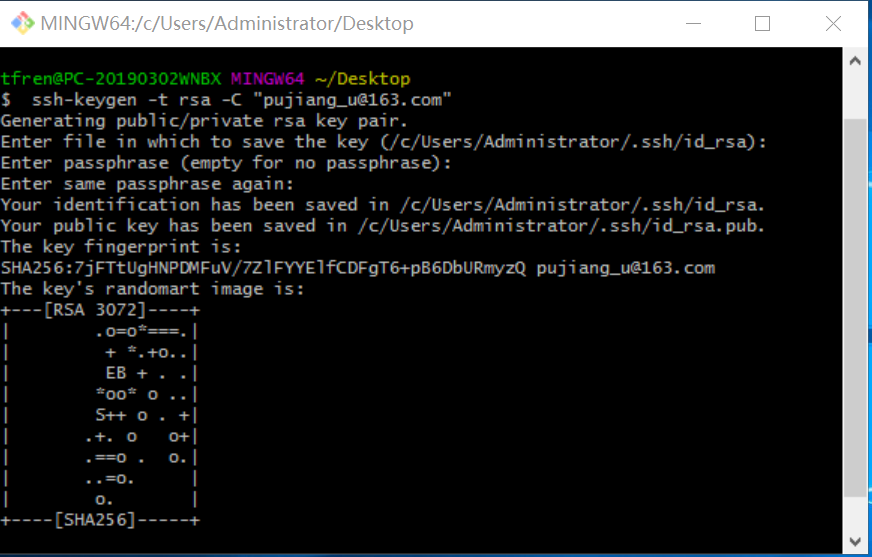 MINGW64:/c/Users/Administrator/Desktop
tfren@PC-20190302WNBX MINGW64 ~/Desktop
$  ssh-keygen -t rsa -C "pujiang_u@163.com"
Generating public/private rsa key pair.
Enter file in which to save the key (/c/Users/Administrator/.ssh/id_rsa):
Enter passphrase (empty for no passphrase):
Enter same passphrase again:
Your identification has been saved in /c/Users/Administrator/.ssh/id_rsa.
Your public key has been saved in /c/Users/Administrator/.ssh/id_rsa.pub.
The key fingerprint is:
SHA256:7jFTtUgHNPDMFuV/7ZlFYYElfCDFgT6+pB6DbURmyzQ pujiang_u@163.com
The key's randomart image is:
+---[RSA 3072]----+
|        .o=o*===.|
|         + *.+o..|
|         EB + . .|
|        *oo* o ..|
|        S++ o . +|
|       .+. o   o+|
|       .==o .  o.|
|       ..=o.     |
|        o.       |
+----[SHA256]-----+